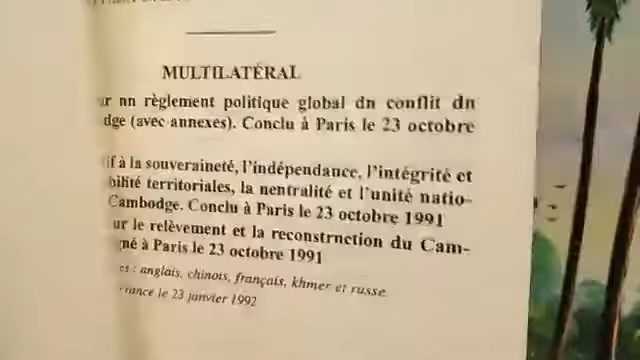 MULTILATÉRAL
ur nn règlement politique global dn conflit dn
dge (avec annexes). Conclu à Paris le 23 octobre
if à la souveraineté, l'indépendance, l'intégrité et
bilité territoriales, la nentralité et l'unité natio-
Cambodge. Conclu à Paris le 23 octobre 1991
ur le relèvement et la reconstrnction du Cam-
gné à Paris le 23 octobre 1991
es : anglais, chinois, français, khmer et russe.
rance le 23 janvier 1992